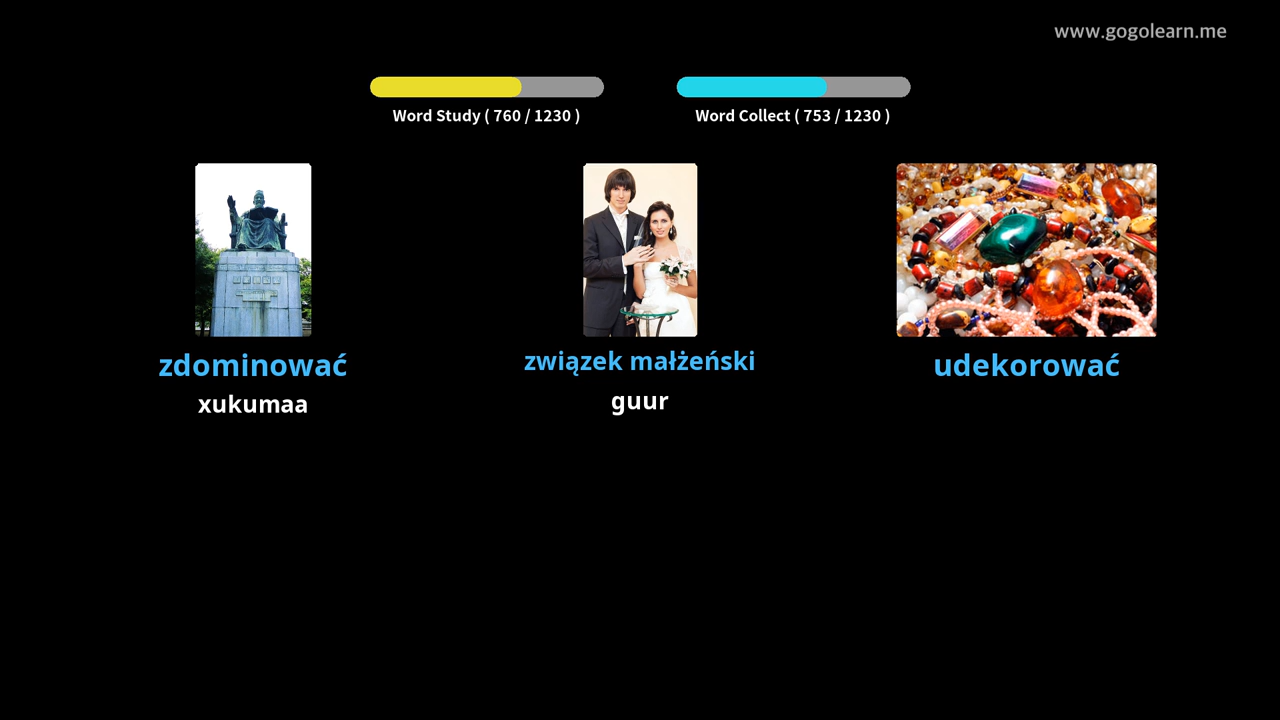 www.gogolearn.me
Word Study ( 760 / 1230 )
Word Collect ( 753 / 1230 )
zdominować
xukumaa
związek małżeński
guur
udekorować